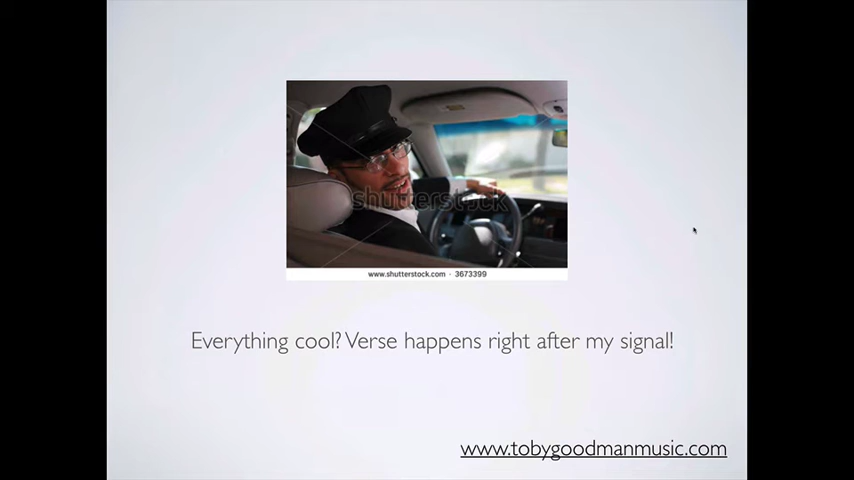 shutterstock
www.shutterstock.com · 3673399
Everything cool? Verse happens right after my signal!
www.tobygoodmanmusic.com